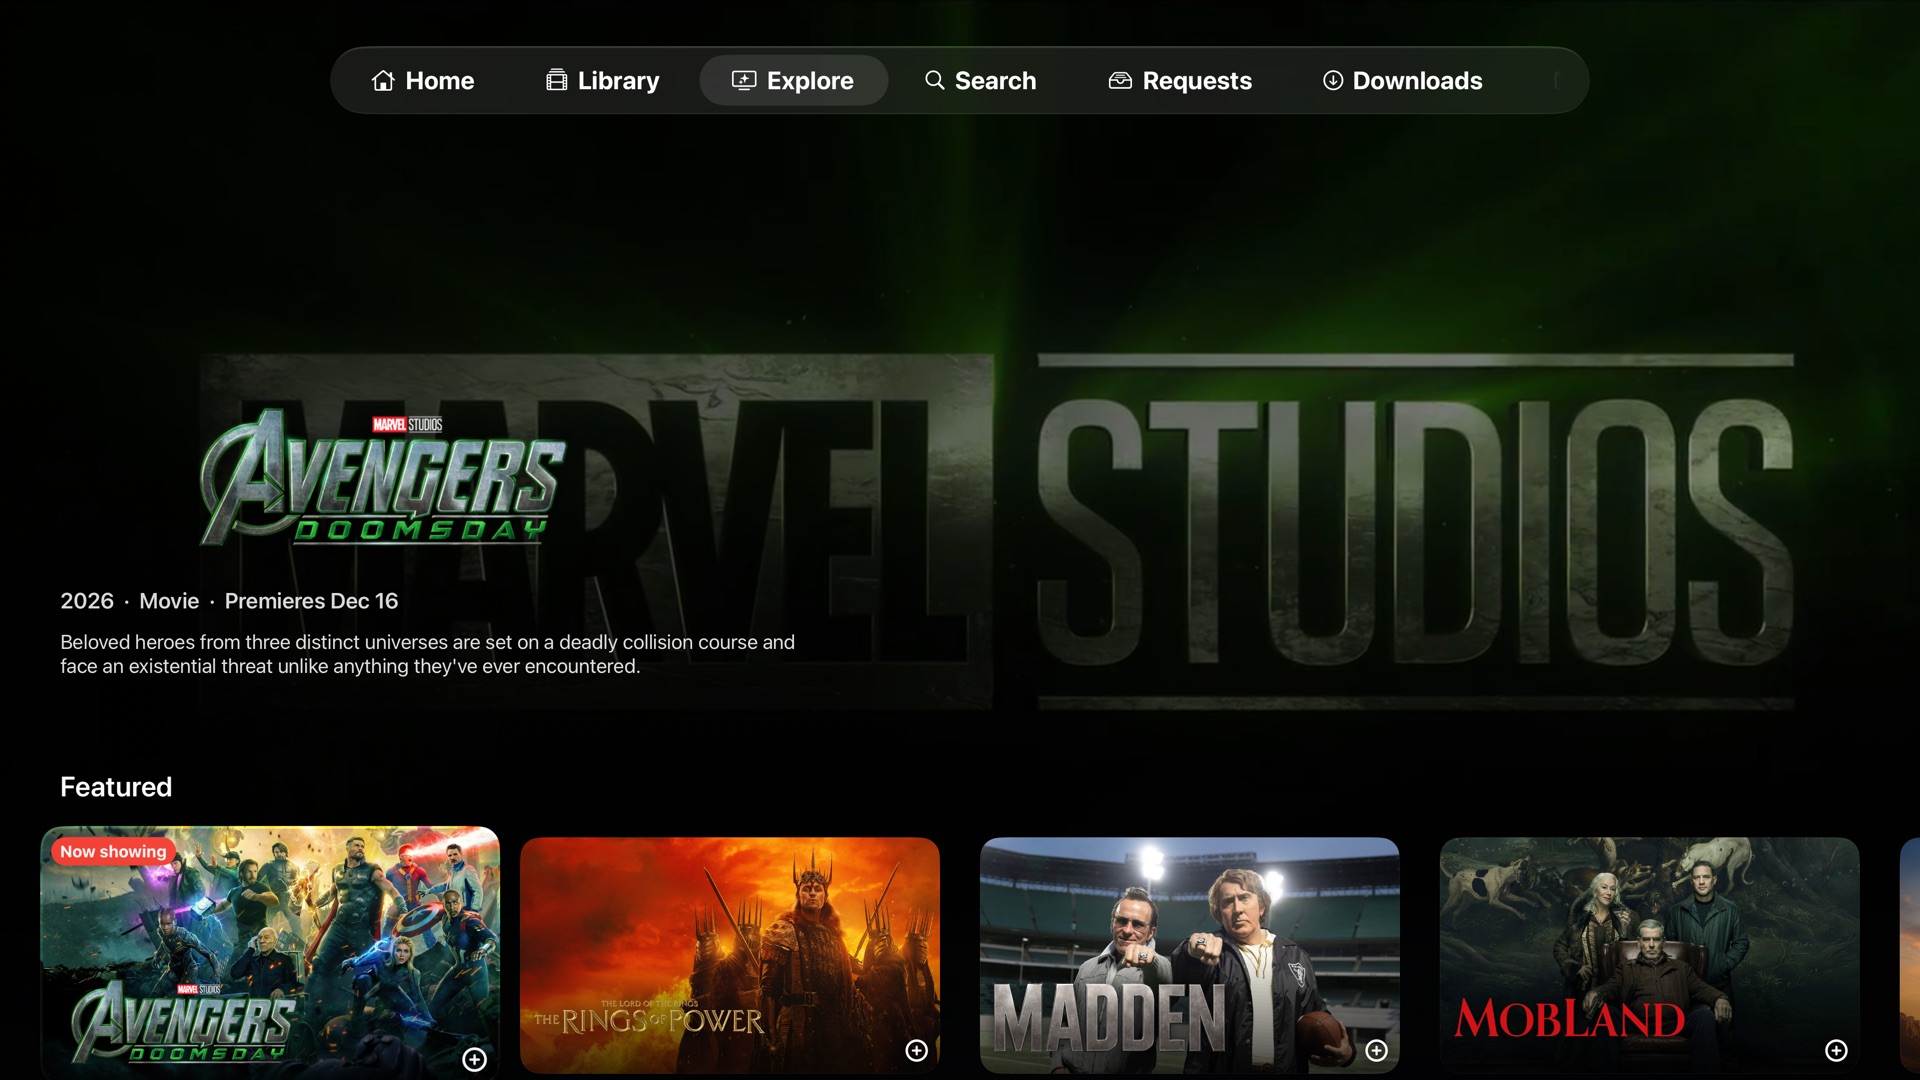 Home
Library
Explore
Search
Requests
Downloads
MARVEL STUDIOS
MARVEL STUDIOS
AVENGERS
DOOMSDAY
2026 · Movie · Premieres Dec 16
Beloved heroes from three distinct universes are set on a deadly collision course and
face an existential threat unlike anything they've ever encountered.
Featured
Now showing
MARVEL STUDIOS
AVENGERS
DOOMSDAY
THE LORD OF THE RINGS
THE RINGS OF POWER
MADDEN
MOBLAND